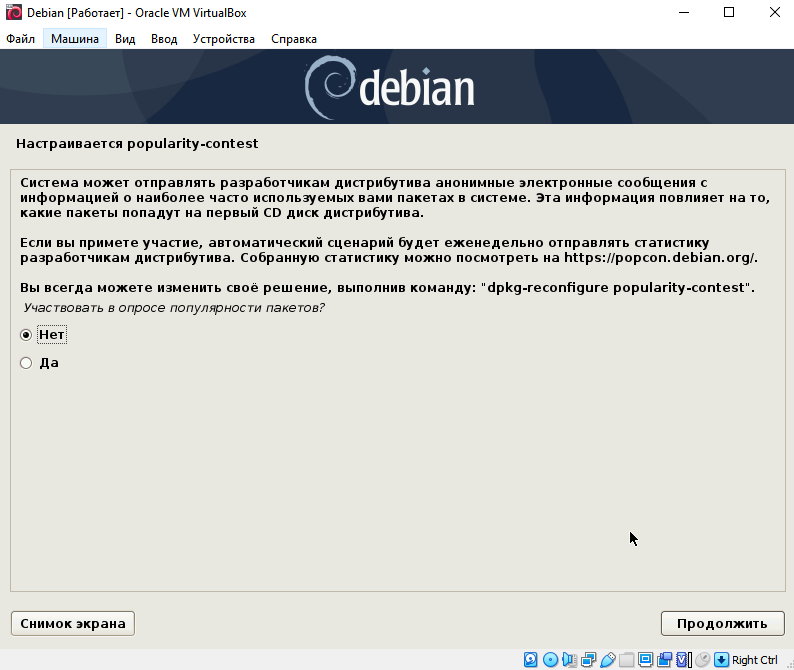 Debian [Работает] - Oracle VM VirtualBox
Файл Машина Вид Ввод Устройства Справка
debian
Настраивается popularity-contest
Система может отправлять разработчикам дистрибутива анонимные электронные сообщения с
информацией о наиболее часто используемых вами пакетах в системе. Эта информация повлияет на то,
какие пакеты попадут на первый CD диск дистрибутива.
Если вы примете участие, автоматический сценарий будет еженедельно отправлять статистику
разработчикам дистрибутива. Собранную статистику можно посмотреть на https://popcon.debian.org/.
Вы всегда можете изменить своё решение, выполнив команду: "dpkg-reconfigure popularity-contest".
Участвовать в опросе популярности пакетов?
Нет
Да
Снимок экрана Продолжить
Right Ctrl